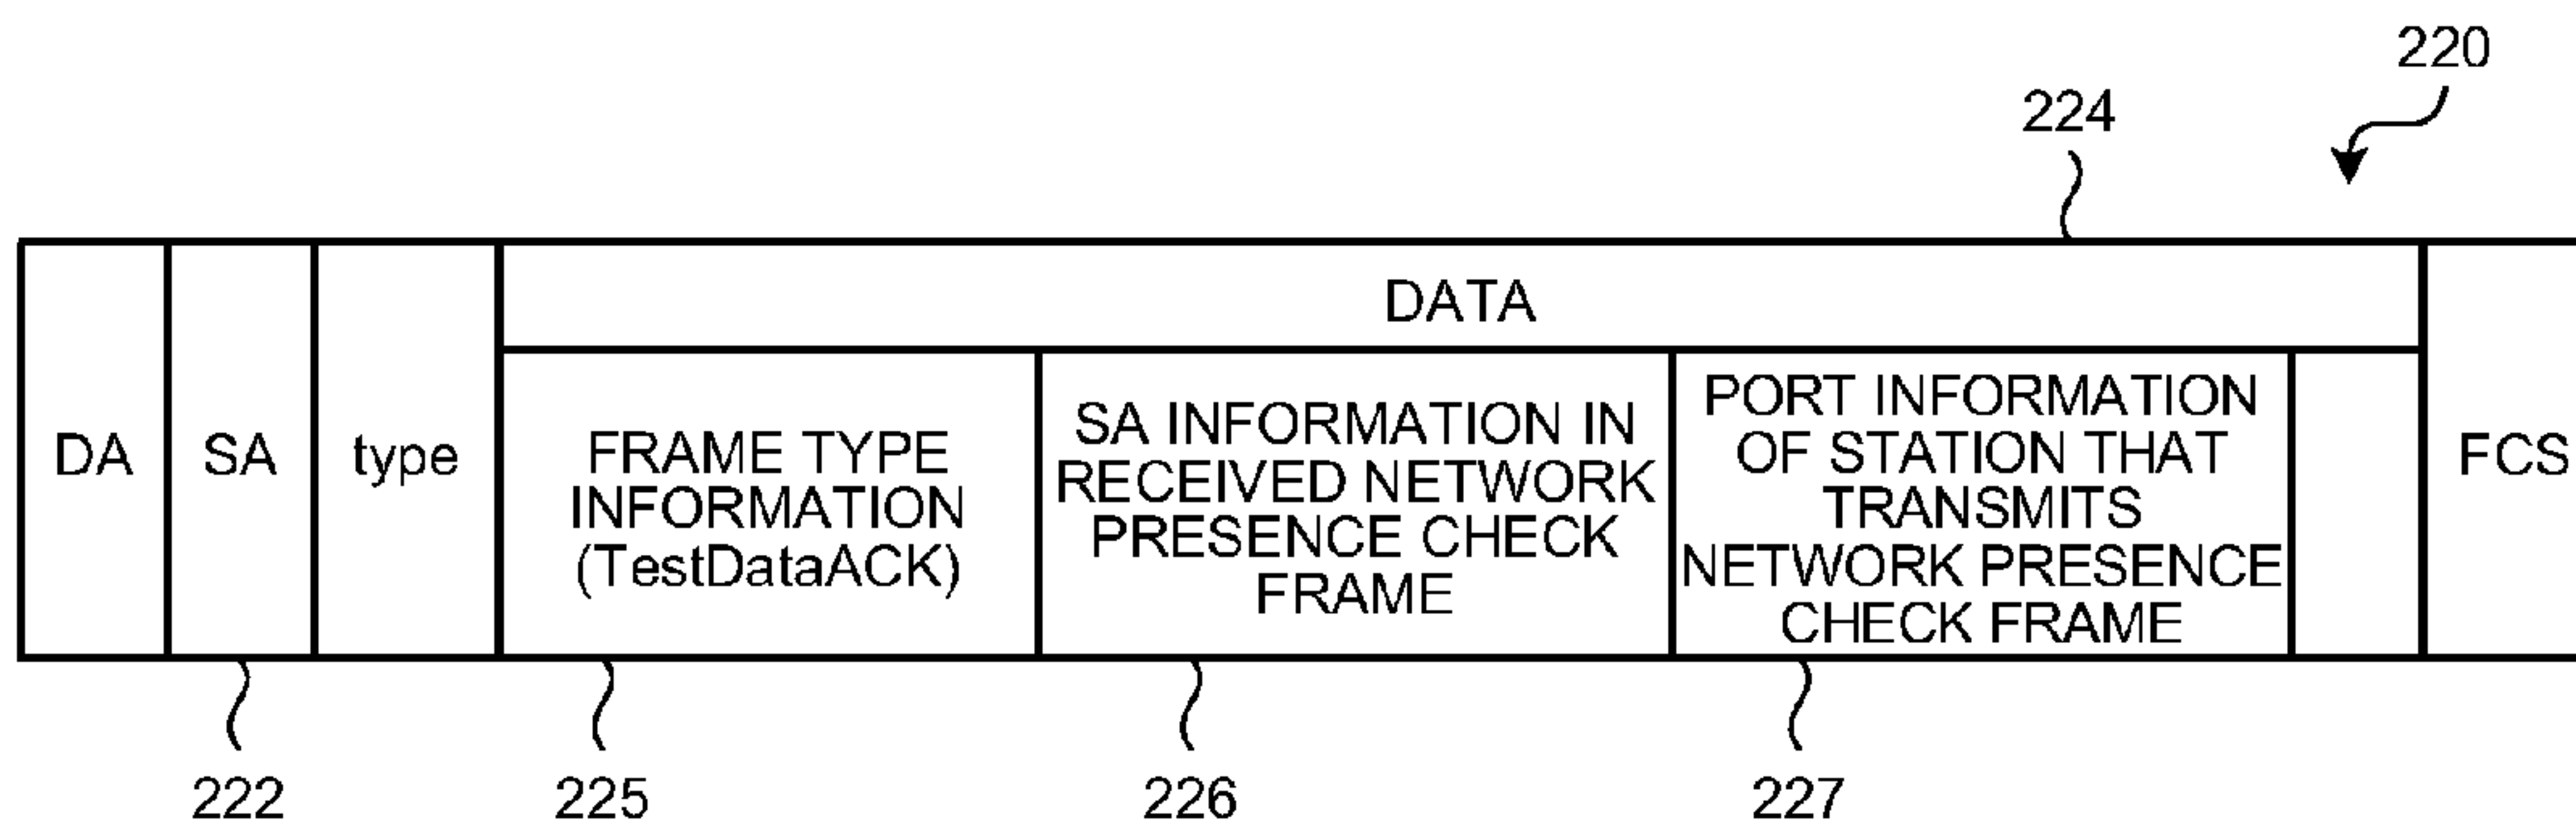 220
224
DATA
DA
SA
type
FRAME TYPE
INFORMATION
(TestDataACK)
SA INFORMATION IN
RECEIVED NETWORK
PRESENCE CHECK
FRAME
PORT INFORMATION
OF STATION THAT
TRANSMITS
NETWORK PRESENCE
CHECK FRAME
FCS
222
225
226
227